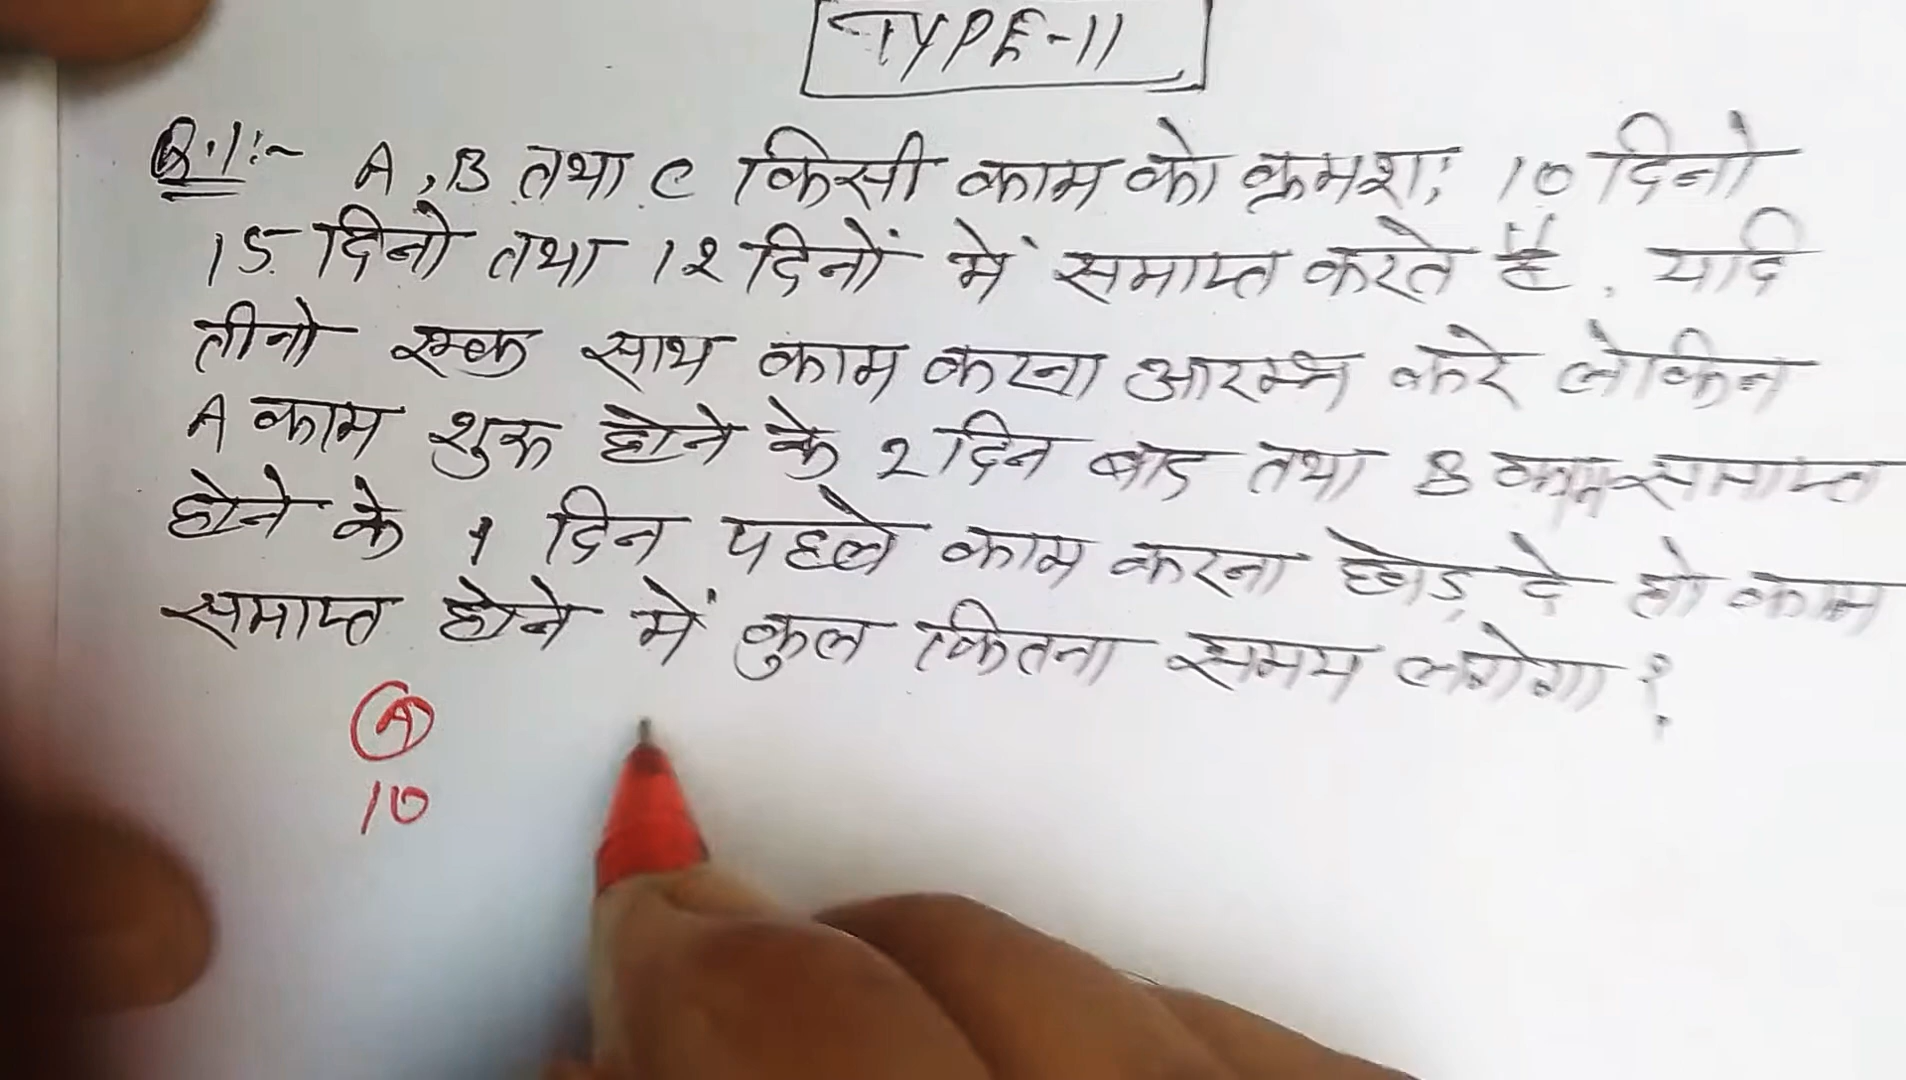 TYPE-II
Q.1:- A, B तथा C किसी काम को क्रमशः 10 दिनो
15 दिनो तथा 12 दिनों में समाप्त करते हैं. यदि
तीनो एक साथ काम करना आरम्भ करे लेकिन
A काम शुरू होने के 2 दिन बाद तथा B काम समाप्त
होने के 1 दिन पहले काम करना छोड़ दे तो काम
समाप्त होने में कुल कितना समय लगेगा ?
A
10